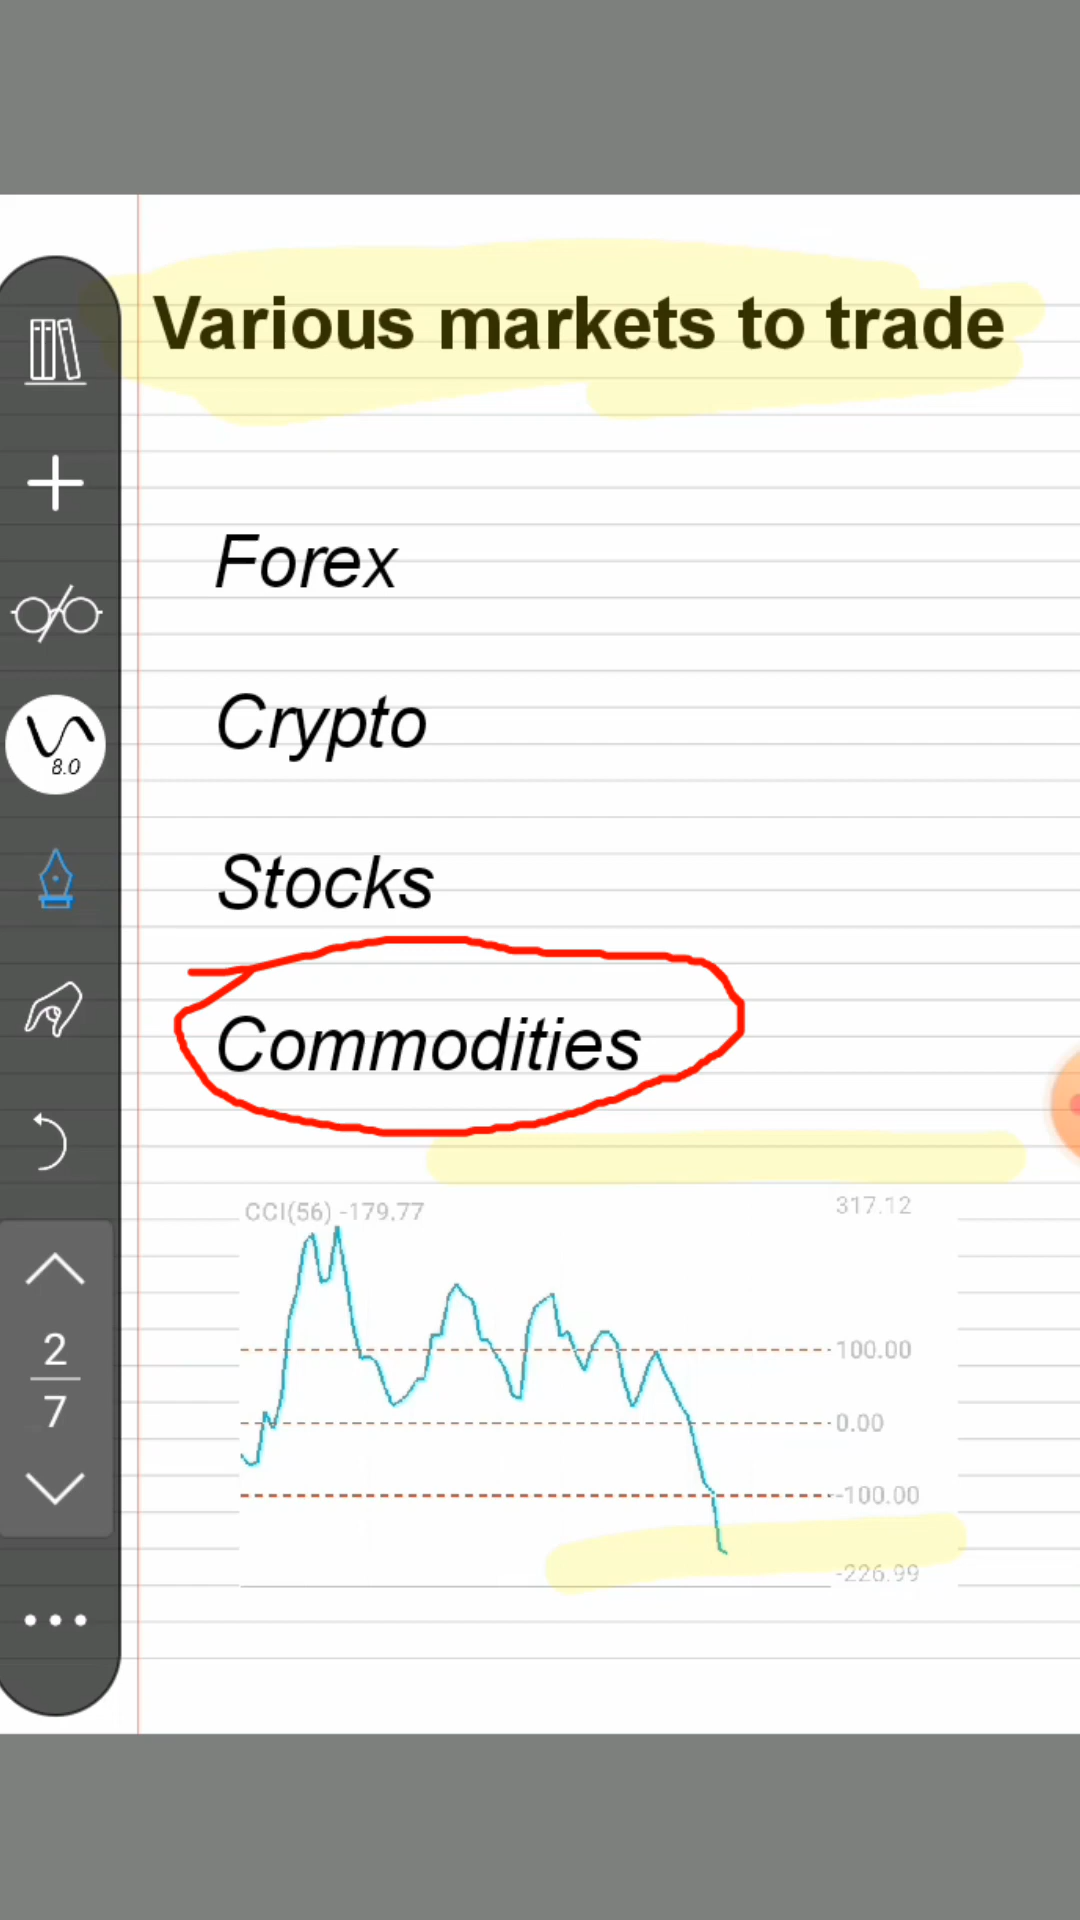 Various markets to trade
Forex
Crypto
8.0
Stocks
Commodities
CCI(56) -179.77
317.12
100.00
0.00
-100.00
-226.99
2
7